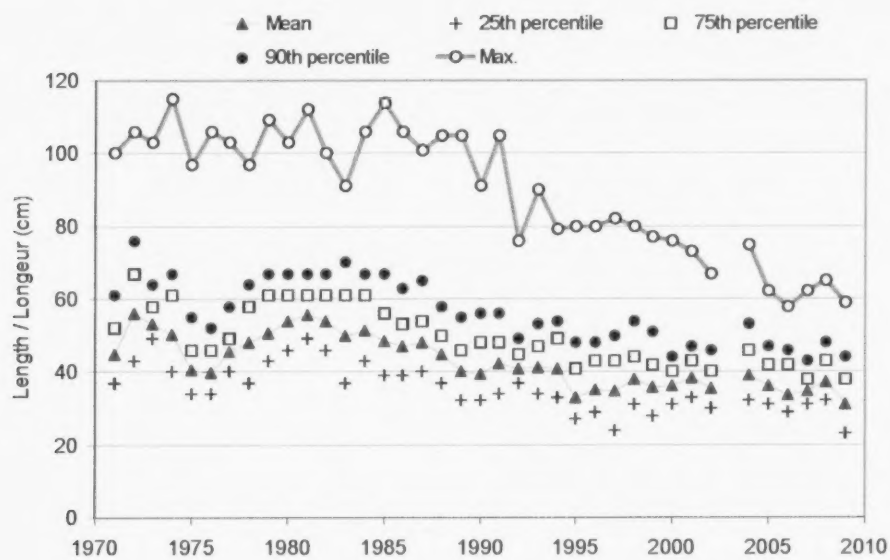 Mean 25th percentile 75th percentile
90th percentile Max.
120
100
80
60
40
20
0
Length / Longeur (cm)
1970 1975 1980 1985 1990 1995 2000 2005 2010